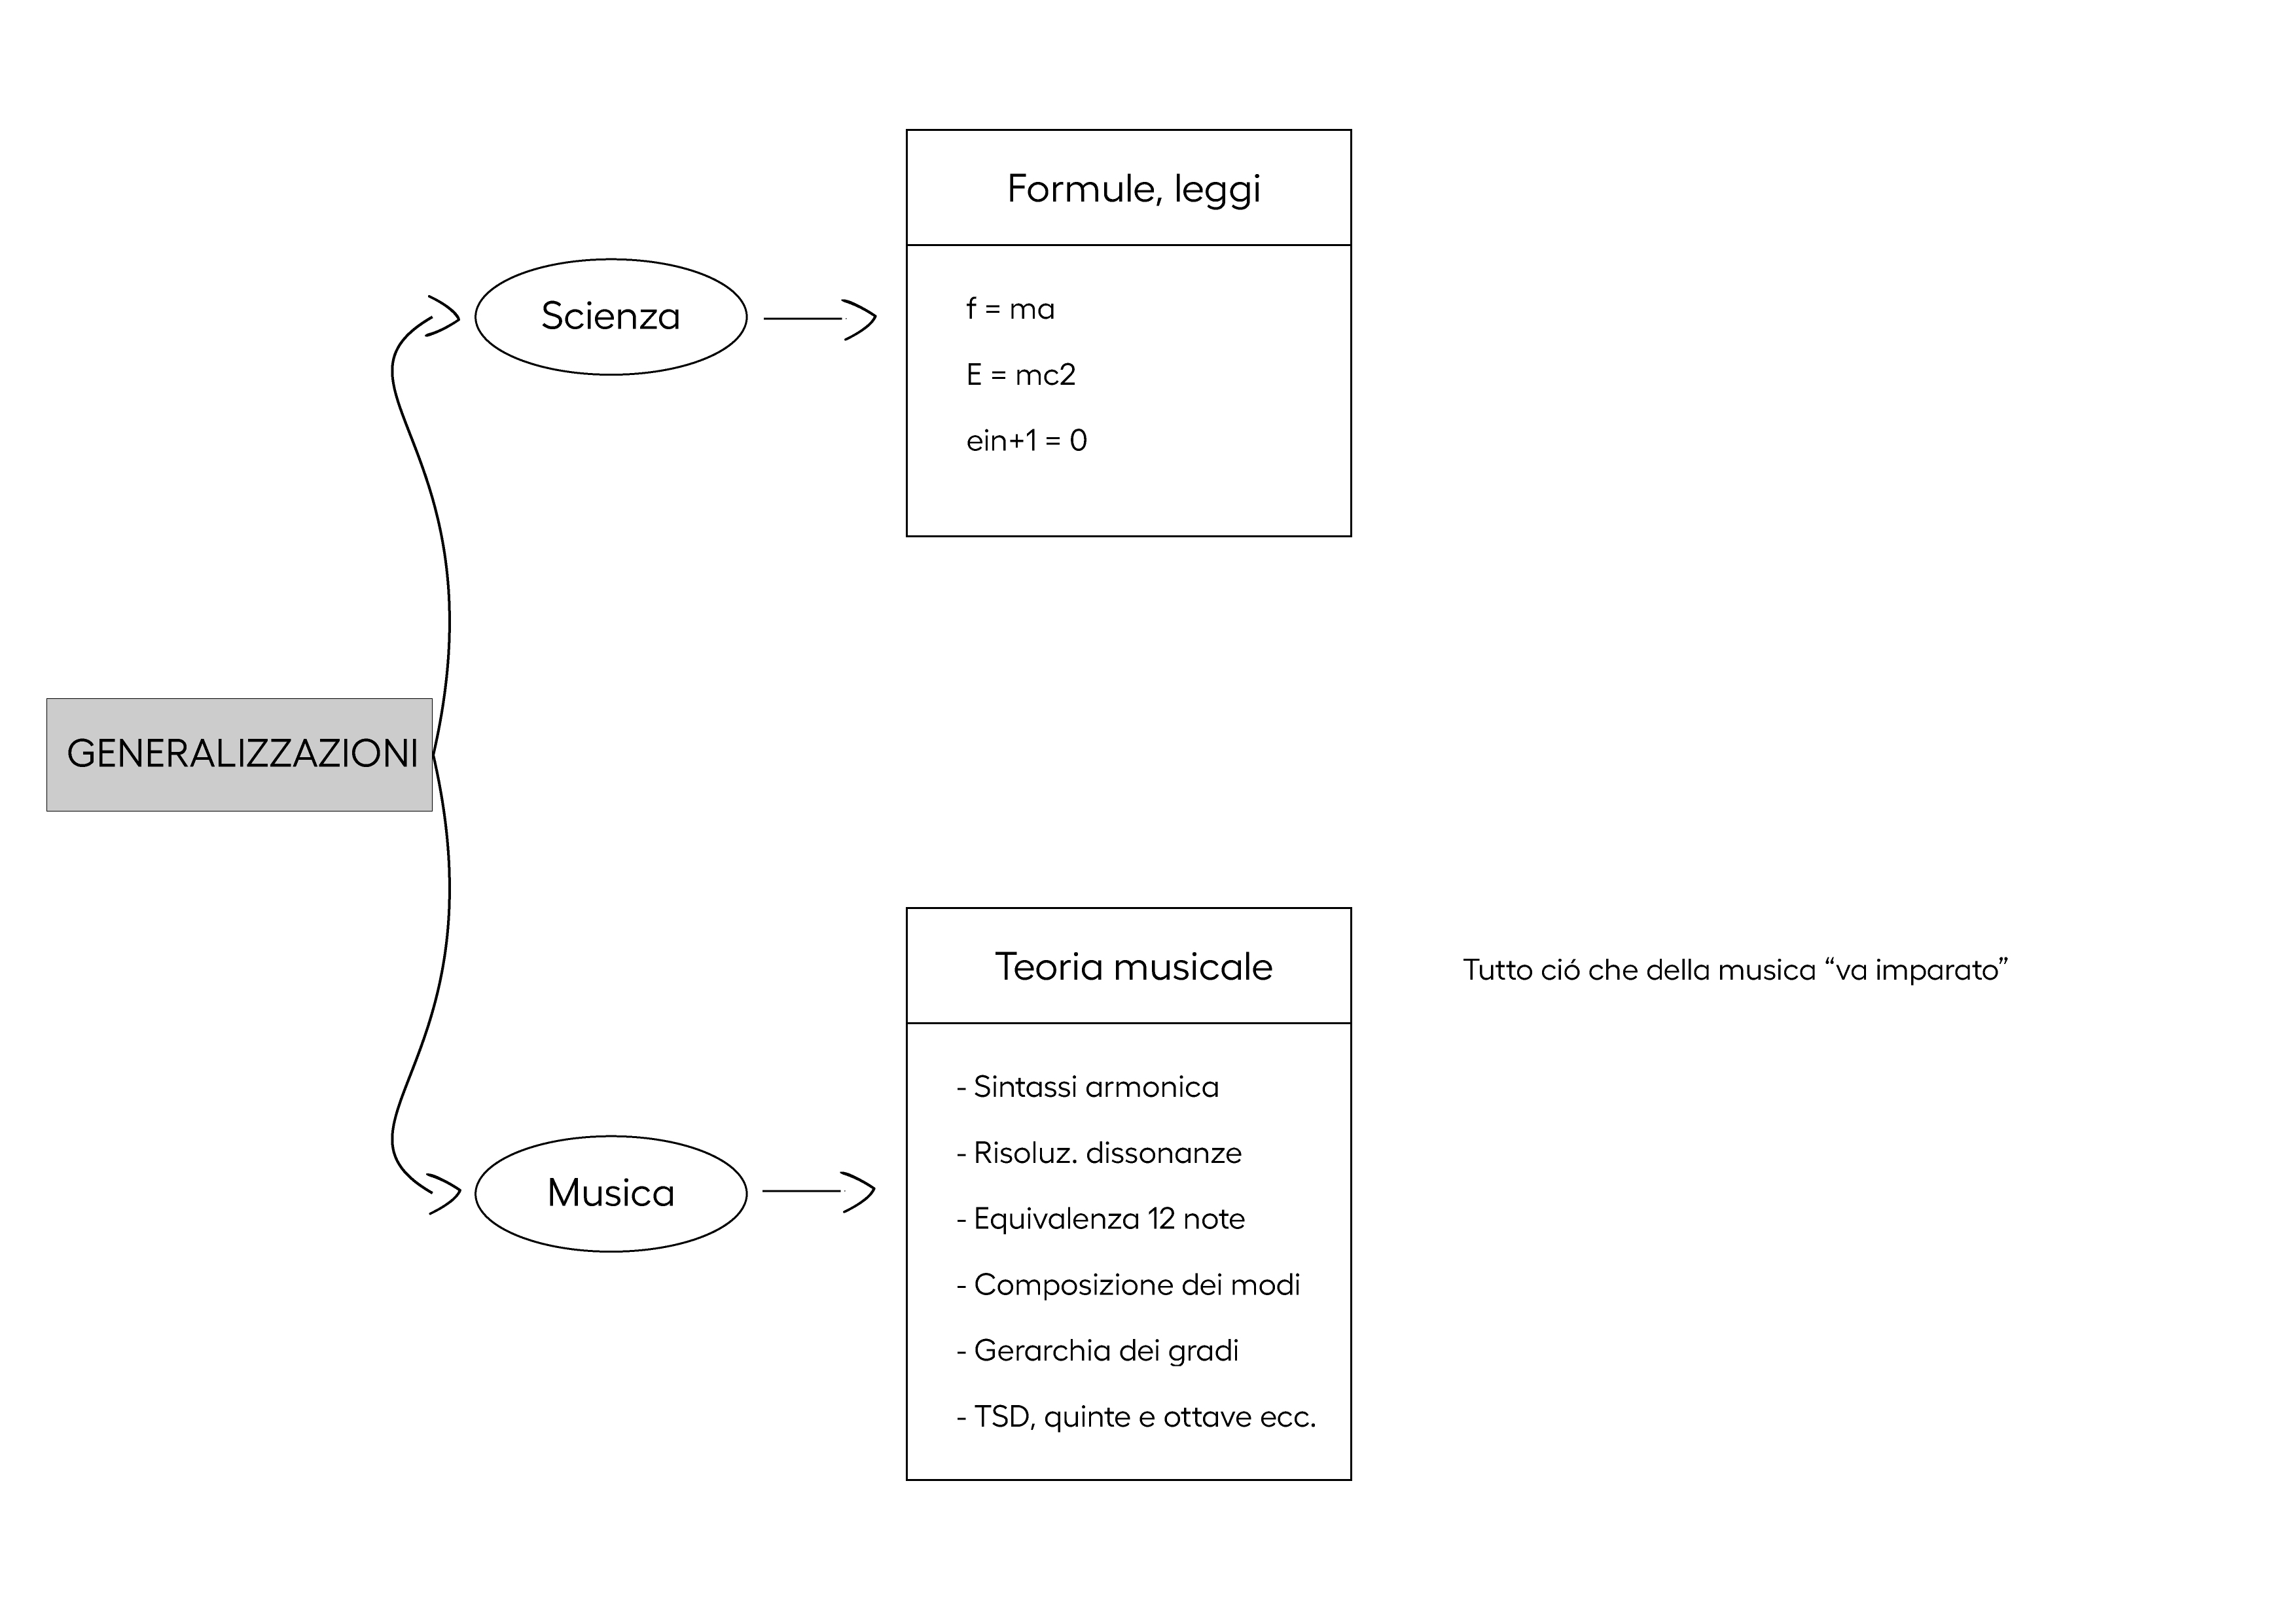 Formule, leggi
f = ma
Scienza
E = mc2
ein+1 = 0
GENERALIZZAZIONI
Teoria musicale
Tutto ció che della musica “va imparato”
- Sintassi armonica
- Risoluz. dissonanze
Musica
- Equivalenza 12 note
- Composizione dei modi
- Gerarchia dei gradi
- TSD, quinte e ottave ecc.